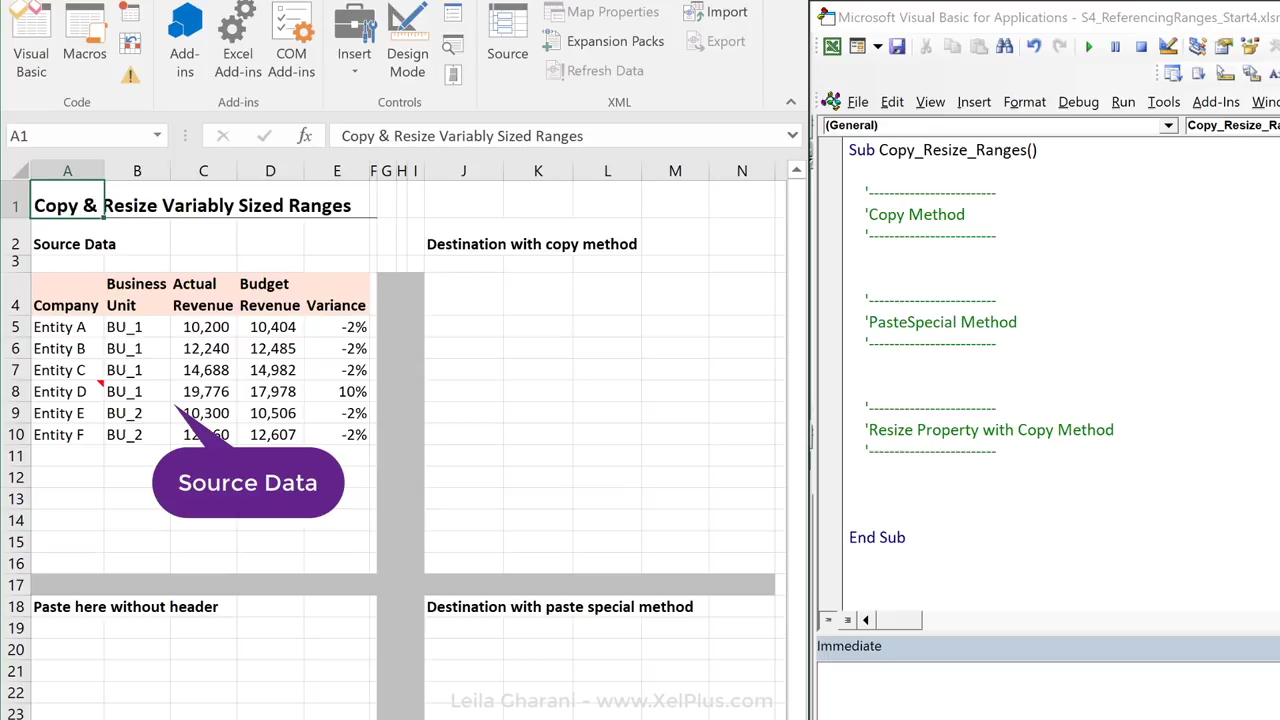 Visual Basic
Macros
Add-ins
Excel Add-ins
COM Add-ins
Insert
Design Mode
Source
Map Properties
Expansion Packs
Refresh Data
Import
Export
Code
Add-ins
Controls
XML
A1
fx
Copy & Resize Variably Sized Ranges
A B C D E F G H I J K L M N
1 Copy & Resize Variably Sized Ranges
2 Source Data Destination with copy method
3
4 Company Business Unit Actual Revenue Budget Revenue Variance
5 Entity A BU_1 10,200 10,404 -2%
6 Entity B BU_1 12,240 12,485 -2%
7 Entity C BU_1 14,688 14,982 -2%
8 Entity D BU_1 19,776 17,978 10%
9 Entity E BU_2 10,300 10,506 -2%
10 Entity F BU_2 12,607 -2%
11
12
Source Data
13
14
15
16
17
18 Paste here without header Destination with paste special method
19
20
21
22
23
Leila Gharani - www.XelPlus.com
Microsoft Visual Basic for Applications - S4_ReferencingRanges_Start4.xlsm
File Edit View Insert Format Debug Run Tools Add-Ins
(General)
Sub Copy_Resize_Ranges()
'-------------------------
'Copy Method
'-------------------------
'-------------------------
'PasteSpecial Method
'-------------------------
'-------------------------
'Resize Property with Copy Method
'-------------------------
End Sub
Immediate